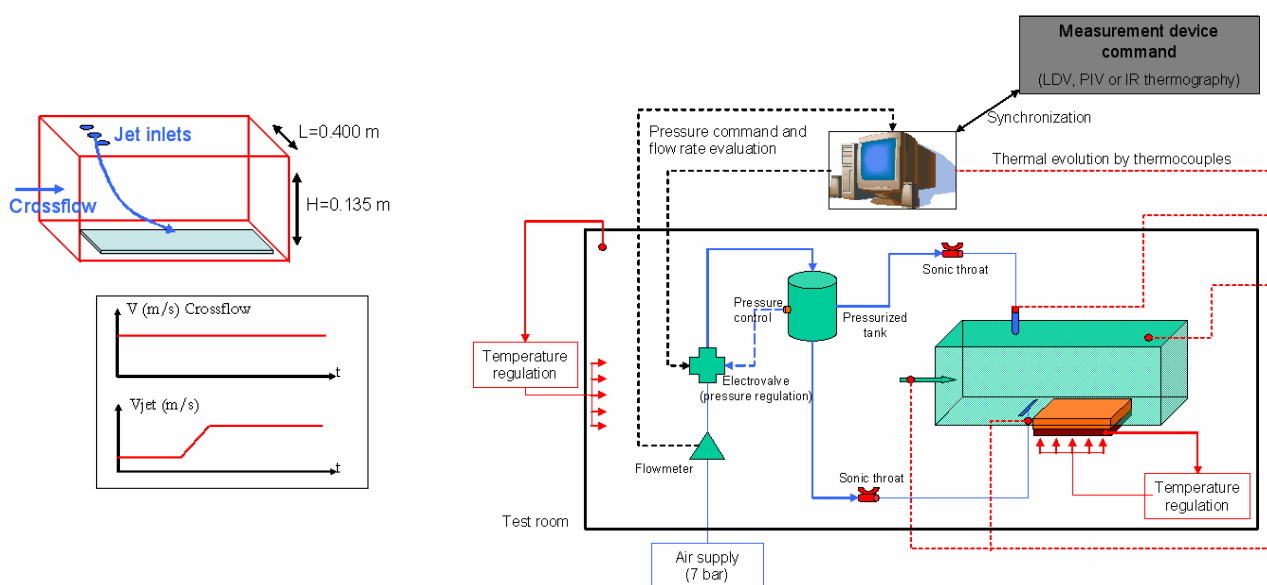 Jet inlets
L=0.400 m
Crossflow
H=0.135 m
V (m/s) Crossflow
t
Vjet (m/s)
t
Measurement device
command
(LDV, PIV or IR thermography)
Synchronization
Pressure command and
flow rate evaluation
Thermal evolution by thermocouples
Sonic throat
Pressure
control
Pressurized
tank
Temperature
regulation
Electrovalve
(pressure regulation)
Flowmeter
Sonic throat
Temperature
regulation
Test room
Air supply
(7 bar)